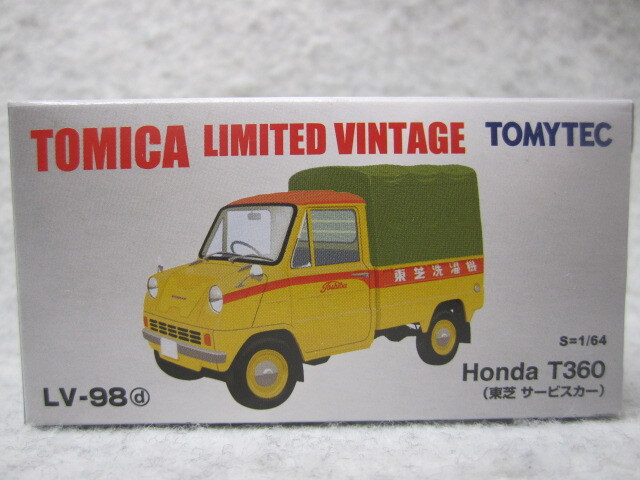 TOMICA LIMITED VINTAGE TOMYTEC
Toshiba
東芝洗濯機
S=1/64
Honda T360
(東芝 サービスカー)
LV-98ⓓ